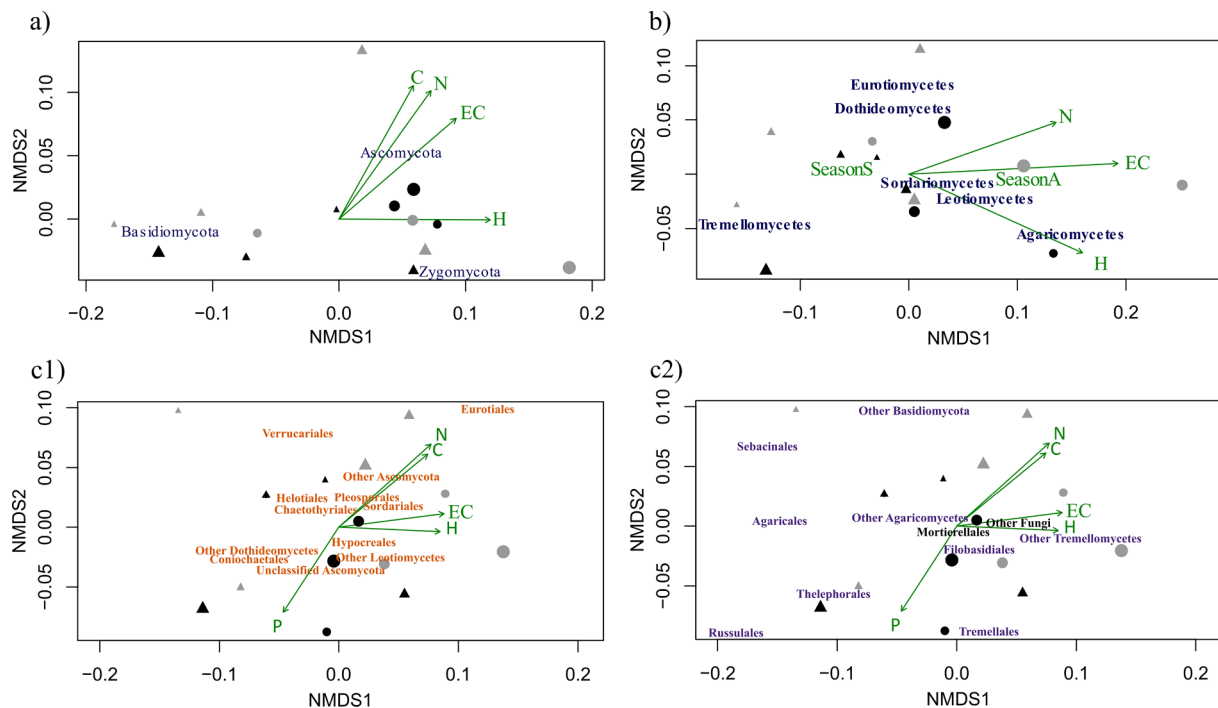 a)
NMDS2
0.10
0.05
0.00
C
N
EC
Ascomycota
H
Basidiomycota
Zygomycota
−0.2
−0.1
0.0
0.1
0.2
NMDS1
b)
NMDS2
0.10
0.05
0.00
−0.05
Eurotiomycetes
Dothideomycetes
N
SeasonS
EC
Sordariomycetes
SeasonA
Leotiomycetes
Tremellomycetes
Agaricomycetes
H
−0.1
0.0
0.1
0.2
NMDS1
c1)
NMDS2
0.10
0.05
0.00
−0.05
Eurotiales
Verrucariales
N
C
Other Ascomycota
Helotiales
Pleosporales
Chaetothyriales
Sordariales
EC
H
Hypocreales
Other Dothideomycetes
Coniochaetales
Other Leotiomycetes
Unclassified Ascomycota
P
−0.2
−0.1
0.0
0.1
0.2
NMDS1
c2)
NMDS2
0.10
0.05
0.00
−0.05
Other Basidiomycota
Sebacinales
N
C
Agaricales
Other Agaricomycetes
EC
Other Fungi
H
Mortierellales
Other Tremellomycetes
Filobasidiales
Thelephorales
P
Russulales
Tremellales
−0.2
−0.1
0.0
0.1
0.2
NMDS1